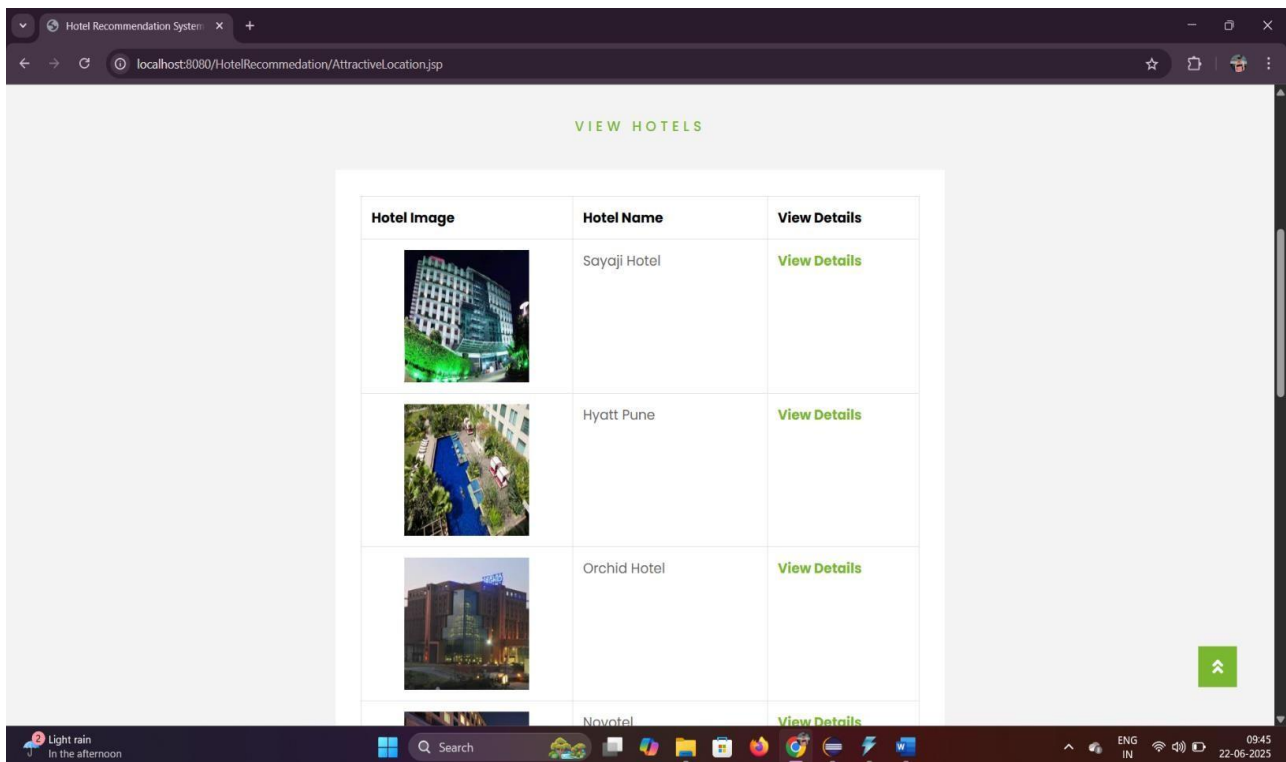 Hotel Recommendation System
localhost:8080/HotelRecommedation/AttractiveLocation.jsp
VIEW HOTELS
Hotel Image Hotel Name View Details
Sayaji Hotel View Details
Hyatt Pune View Details
Orchid Hotel View Details
Novotel View Details
2 Light rain
In the afternoon
Search
ENG
IN
09:45
22-06-2025